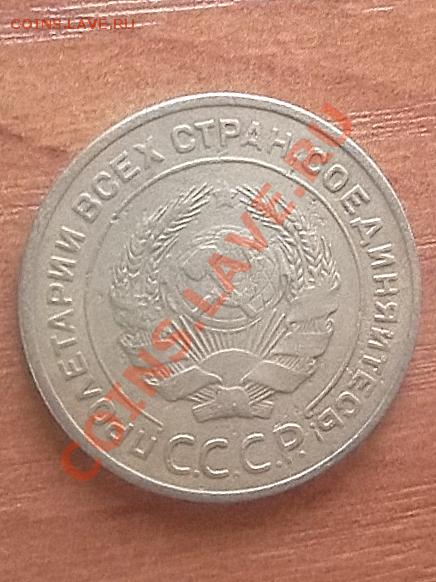 COINS.LAVE.RU
COINS.LAVE.RU
ПРОЛЕТАРИИ ВСЕХ СТРАН, СОЕДИНЯЙТЕСЬ!
С.С.С.Р.